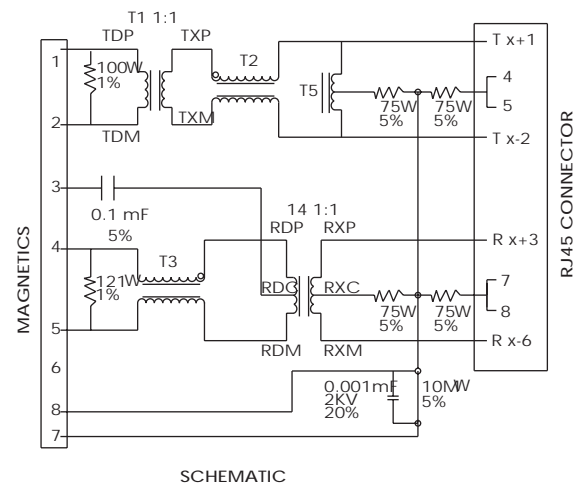 T1 1:1
TDP
TXP
T2
T x+1
1
100W
1%
T5
4
75W
5%
75W
5%
5
2
TDM
TXM
T x-2
3
0.1 mF
5%
14 1:1
RDP
RXP
R x+3
4
T3
121W
1%
RDC
RXC
7
75W
5%
75W
5%
8
5
RDM
RXM
R x-6
6
0.001mF
2KV
20%
10MW
5%
8
7
MAGNETICS
RJ45 CONNECTOR
SCHEMATIC